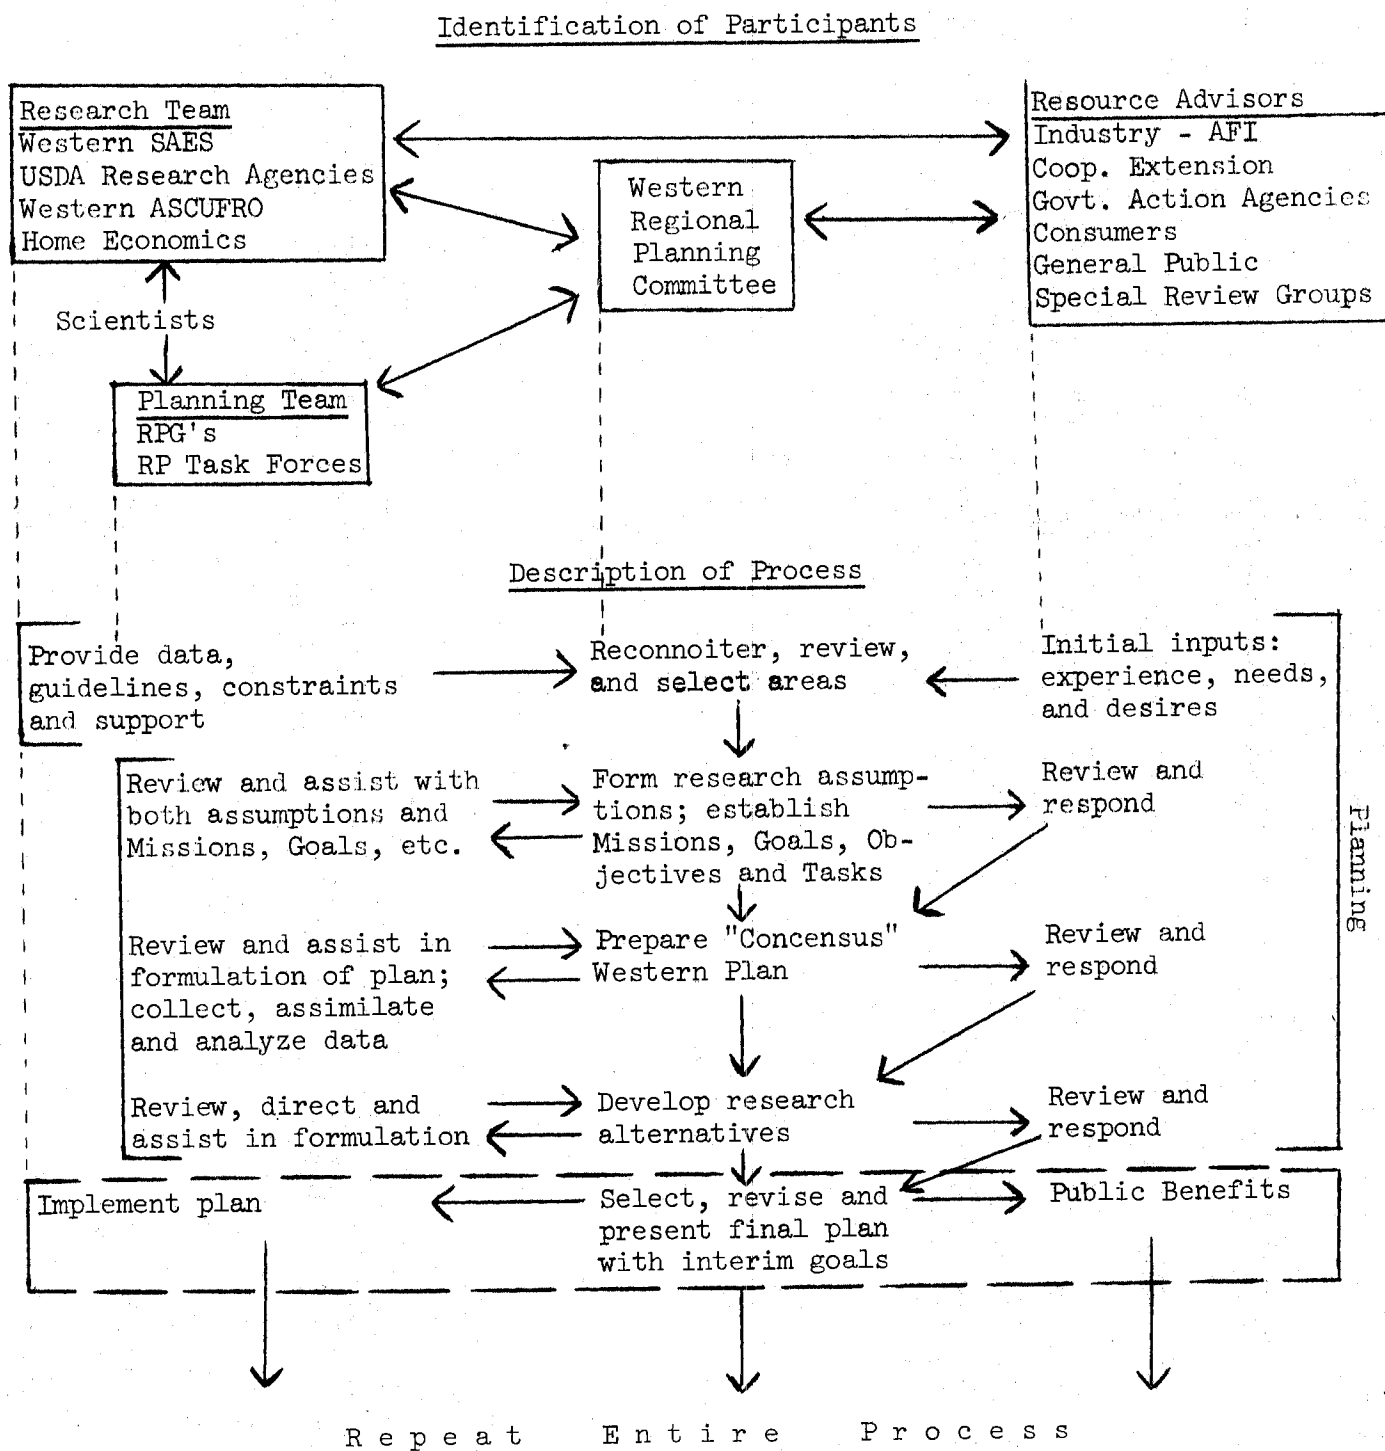 Identification of Participants
Research Team
Western SAES
USDA Research Agencies
Western ASCUFRO
Home Economics
Western
Regional
Planning
Committee
Resource Advisors
Industry - AFI
Coop. Extension
Govt. Action Agencies
Consumers
General Public
Special Review Groups
Scientists
Planning Team
RPG's
RP Task Forces
Description of Process
Provide data,
guidelines, constraints
and support
Reconnoiter, review,
and select areas
Initial inputs:
experience, needs,
and desires
Review and assist with
both assumptions and
Missions, Goals, etc.
Form research assump-
tions; establish
Missions, Goals, Ob-
jectives and Tasks
Review and
respond
Planning
Review and assist in
formulation of plan;
collect, assimilate
and analyze data
Prepare "Concensus"
Western Plan
Review and
respond
Review, direct and
assist in formulation
Develop research
alternatives
Review and
respond
Implement plan
Select, revise and
present final plan
with interim goals
Public Benefits
Repeat Entire Process